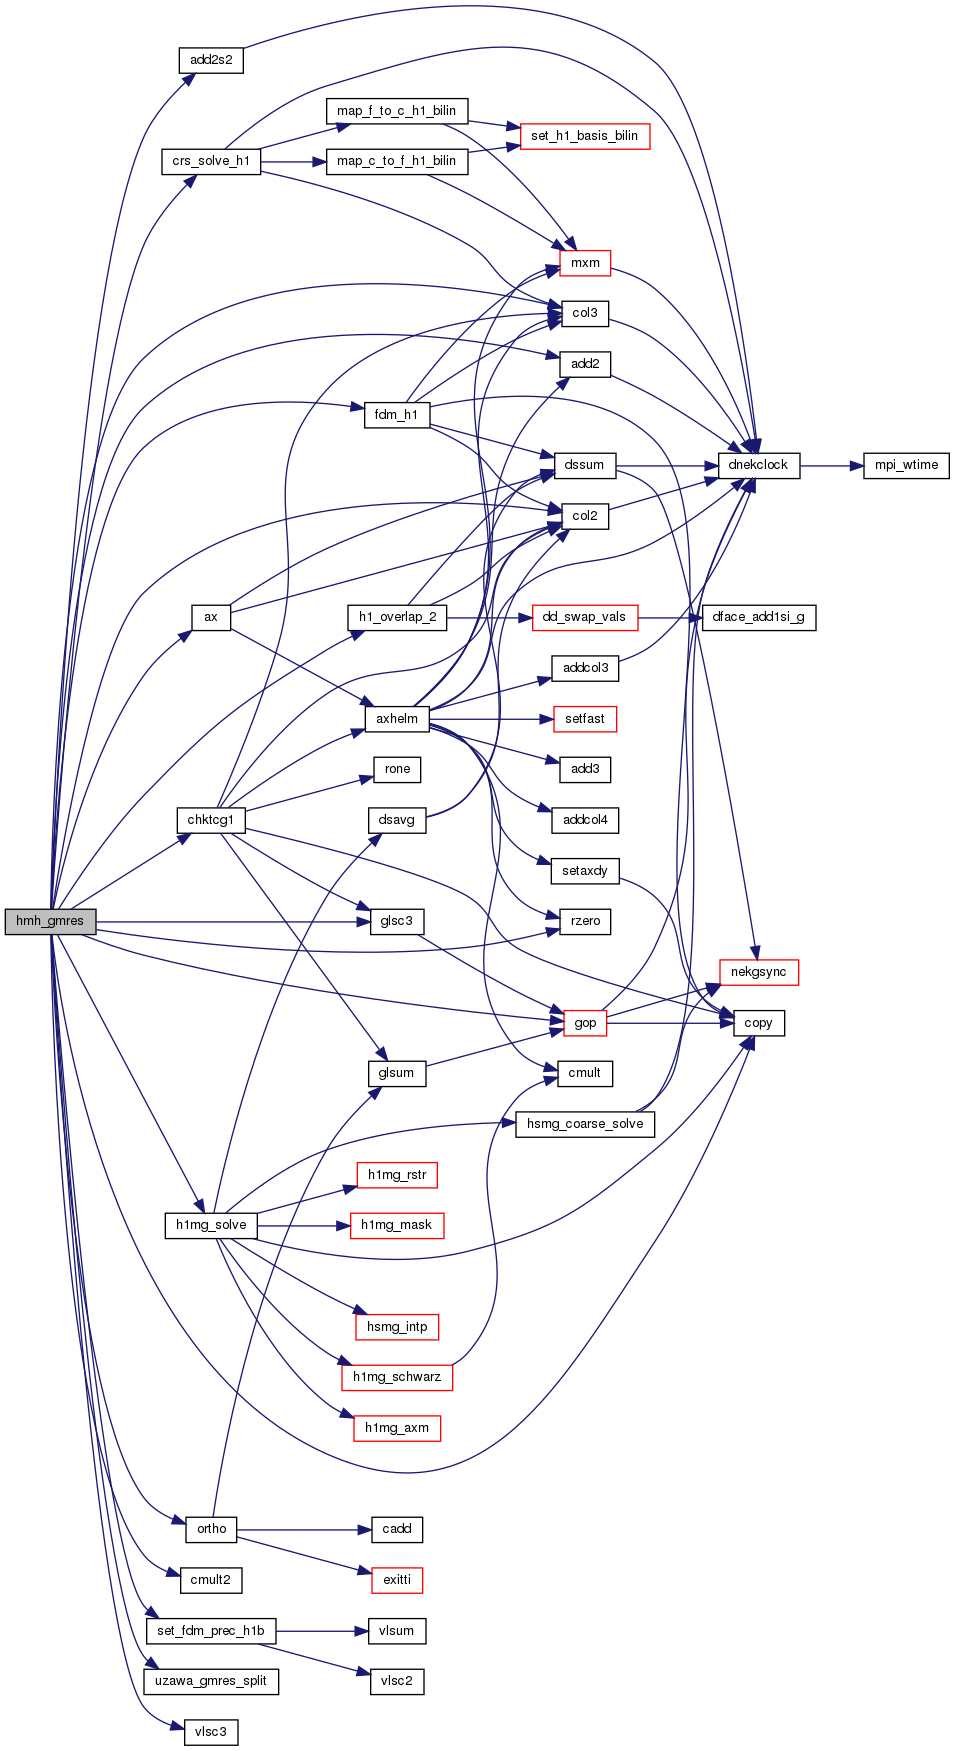 add2s2
map_f_to_c_h1_bilin
set_h1_basis_bilin
crs_solve_h1
map_c_to_f_h1_bilin
mxm
col3
add2
fdm_h1
dssum
dnekclock
mpi_wtime
col2
ax
h1_overlap_2
dd_swap_vals
dface_add1si_g
addcol3
axhelm
setfast
rone
add3
chktcg1
dsavg
addcol4
setaxdy
hmh_gmres
glsc3
rzero
nekgsync
gop
copy
glsum
cmult
hsmg_coarse_solve
h1mg_rstr
h1mg_solve
h1mg_mask
hsmg_intp
h1mg_schwarz
h1mg_axm
ortho
cadd
cmult2
exitti
set_fdm_prec_h1b
vlsum
uzawa_gmres_split
vlsc2
vlsc3